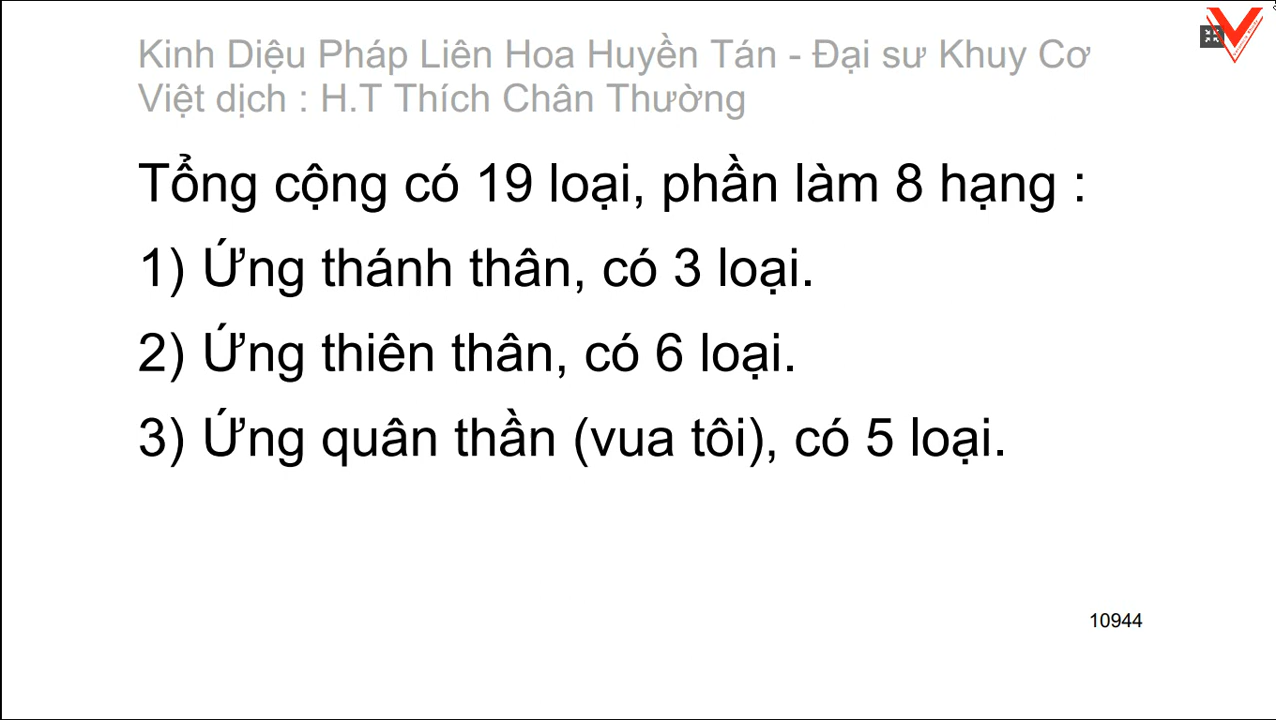 Kinh Diệu Pháp Liên Hoa Huyền Tán - Đại sư Khuy Cơ
Việt dịch : H.T Thích Chân Thường
Tổng cộng có 19 loại, phần làm 8 hạng :
1) Ứng thánh thân, có 3 loại.
2) Ứng thiên thân, có 6 loại.
3) Ứng quân thần (vua tôi), có 5 loại.
10944